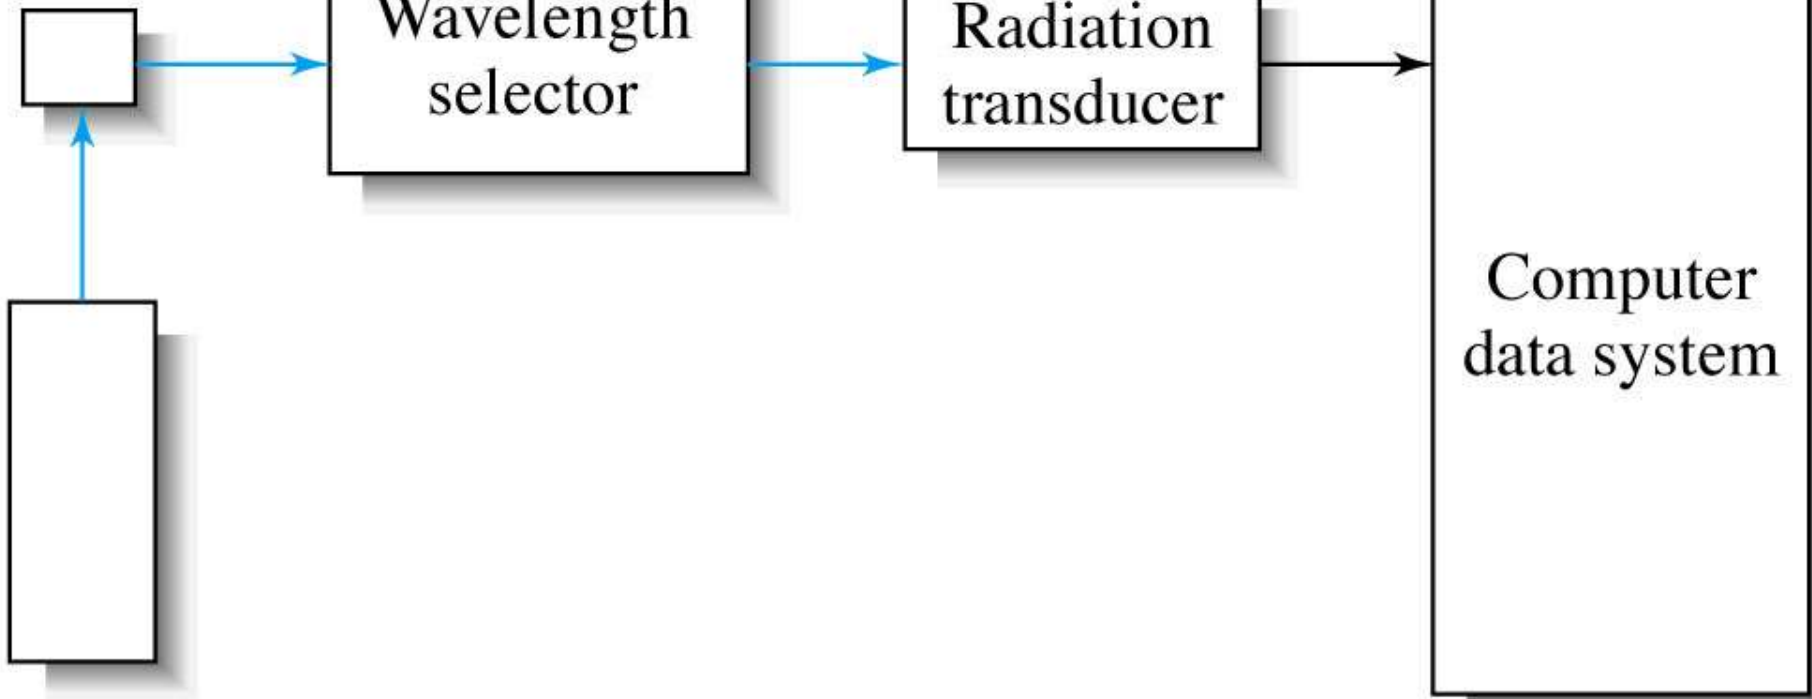 Wavelength
selector
Radiation
transducer
Computer
data system